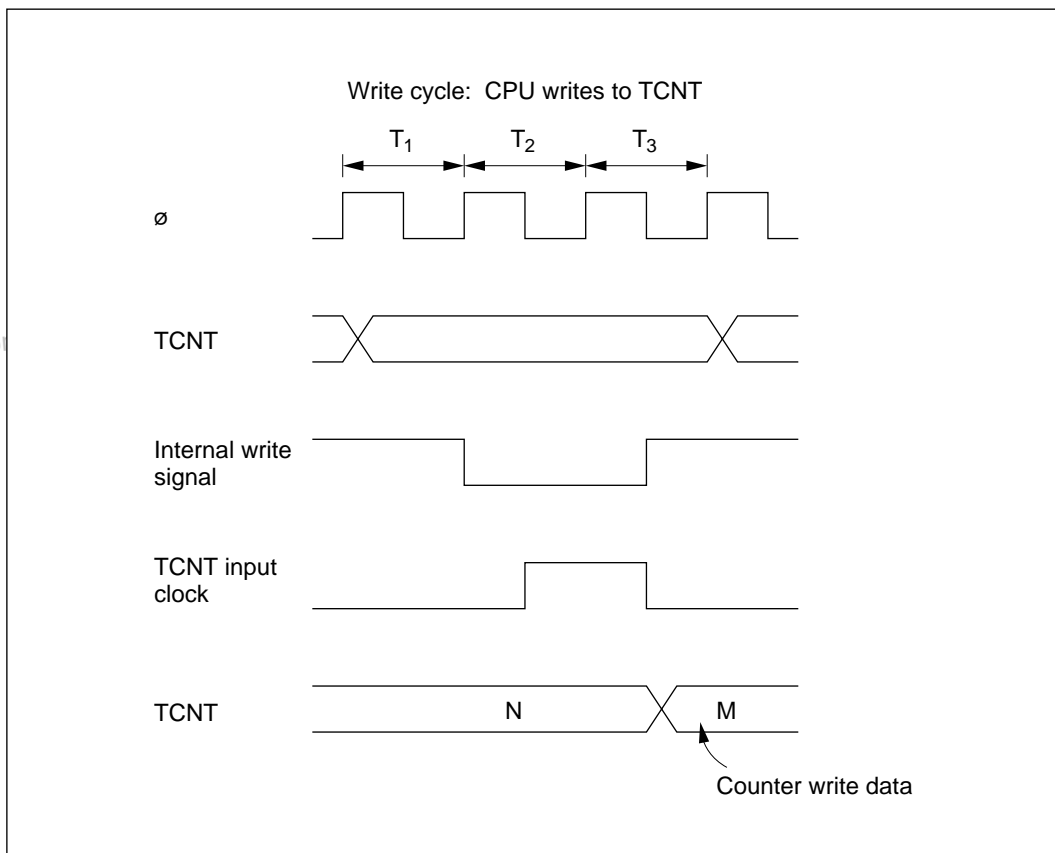 Write cycle: CPU writes to TCNT
T1 T2 T3
ø
TCNT
Internal write
signal
TCNT input
clock
TCNT
N M
Counter write data